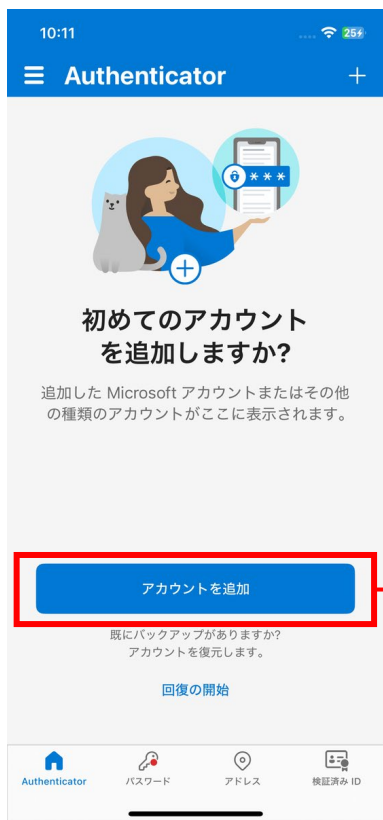 10:11
25
Authenticator
***
初めてのアカウント
を追加しますか?
追加した Microsoft アカウントまたはその他
の種類のアカウントがここに表示されます。
アカウントを追加
既にバックアップがありますか?
アカウントを復元します。
回復の開始
Authenticator パスワード アドレス 検証済み ID